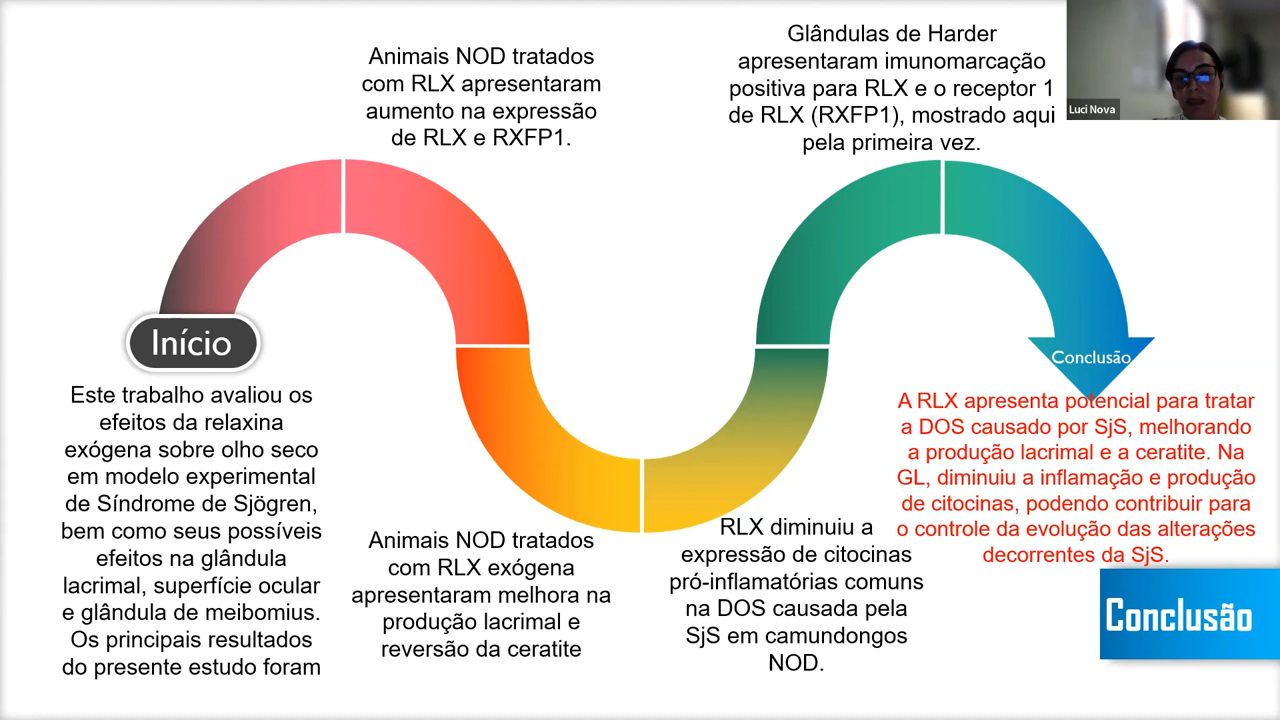 Animais NOD tratados
com RLX apresentaram
aumento na expressão
de RLX e RXFP1.
Glândulas de Harder
apresentaram imunomarcação
positiva para RLX e o receptor 1
de RLX (RXFP1), mostrado aqui
pela primeira vez.
Luci Nova
Início
Este trabalho avaliou os
efeitos da relaxina
exógena sobre olho seco
em modelo experimental
de Síndrome de Sjögren,
bem como seus possíveis
efeitos na glândula
lacrimal, superfície ocular
e glândula de meibomius.
Os principais resultados
do presente estudo foram
Animais NOD tratados
com RLX exógena
apresentaram melhora na
produção lacrimal e
reversão da ceratite
RLX diminuiu a
expressão de citocinas
pró-inflamatórias comuns
na DOS causada pela
SjS em camundongos
NOD.
Conclusão
A RLX apresenta potencial para tratar
a DOS causado por SjS, melhorando
a produção lacrimal e a ceratite. Na
GL, diminuiu a inflamação e produção
de citocinas, podendo contribuir para
o controle da evolução das alterações
decorrentes da SjS.
Conclusão